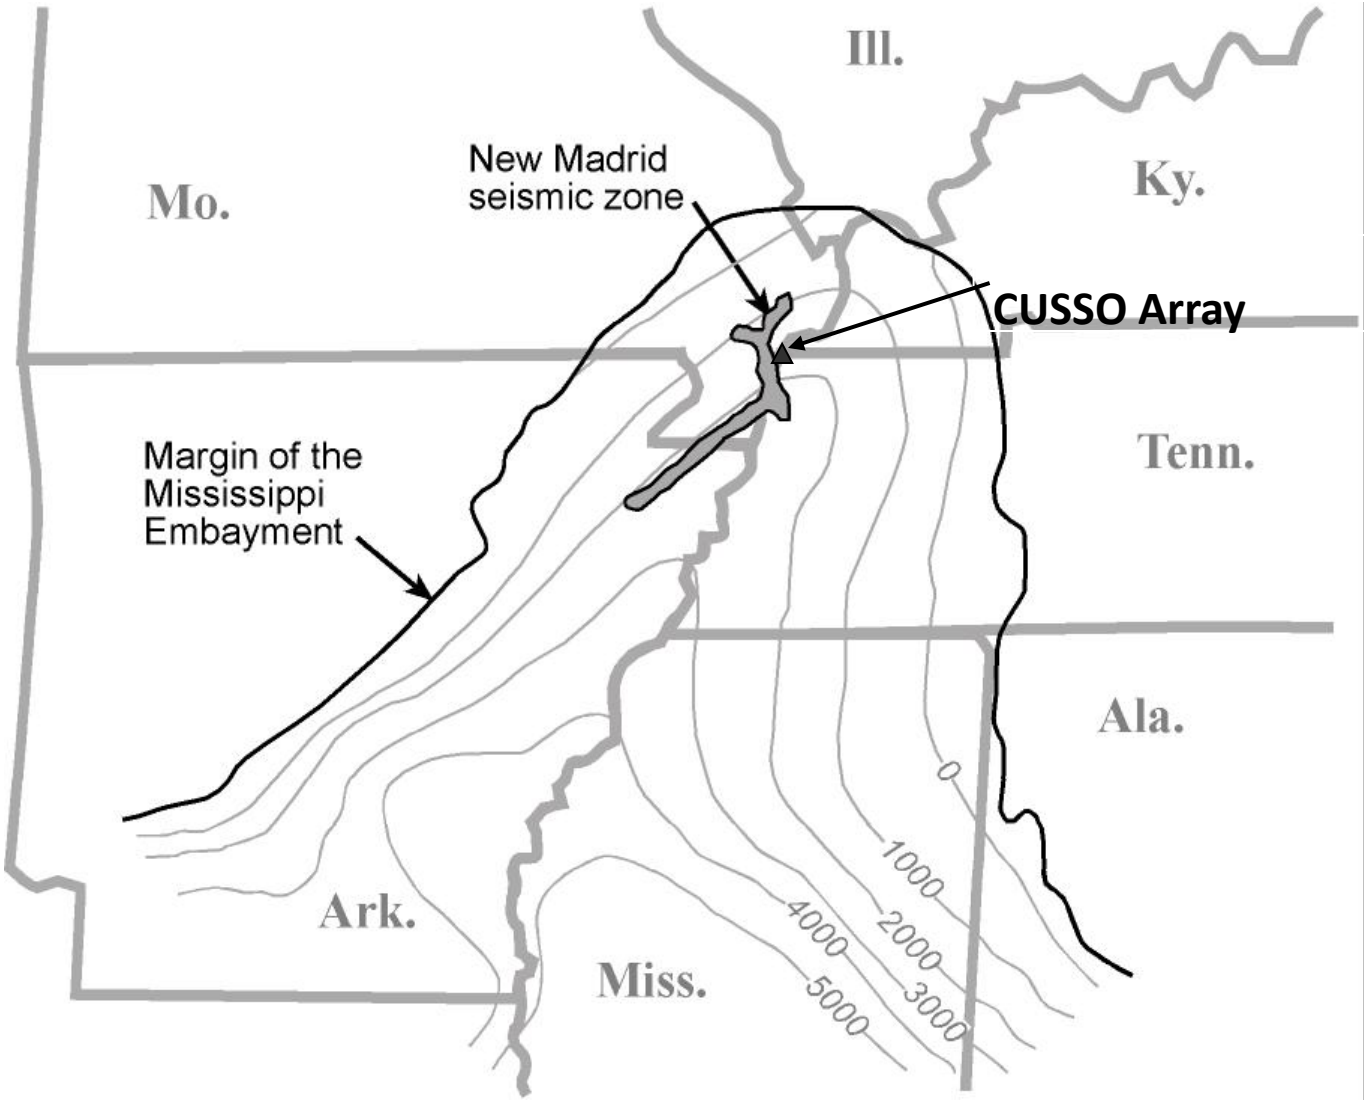 Ill.
New Madrid
seismic zone
Mo.
Ky.
CUSSO Array
Margin of the
Mississippi
Embayment
Tenn.
Ala.
0
1000
2000
3000
4000
5000
Ark.
Miss.